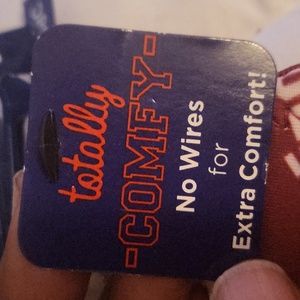 totally
-COMFY-
No Wires
for
Extra Comfort!